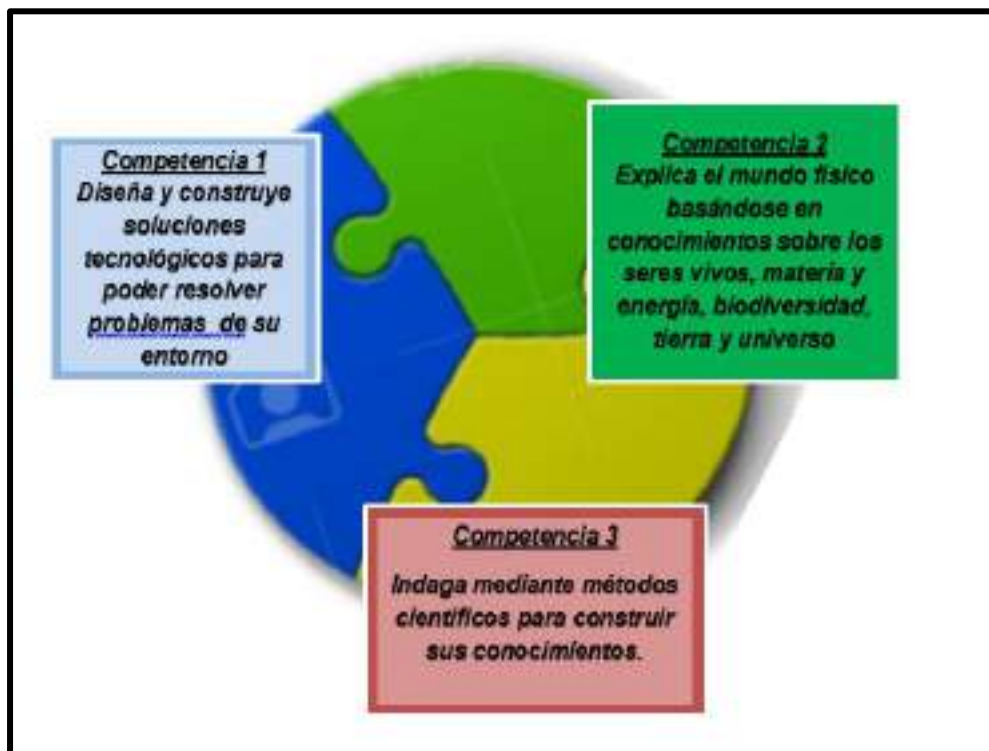 Competencia 1
Diseña y construye
soluciones
tecnológicos para
poder resolver
problemas de su
entorno
Competencia 2
Explica el mundo físico
basándose en
conocimientos sobre los
seres vivos, materia y
energía, biodiversidad,
tierra y universo
Competencia 3
Indaga mediante métodos
científicos para construir
sus conocimientos.